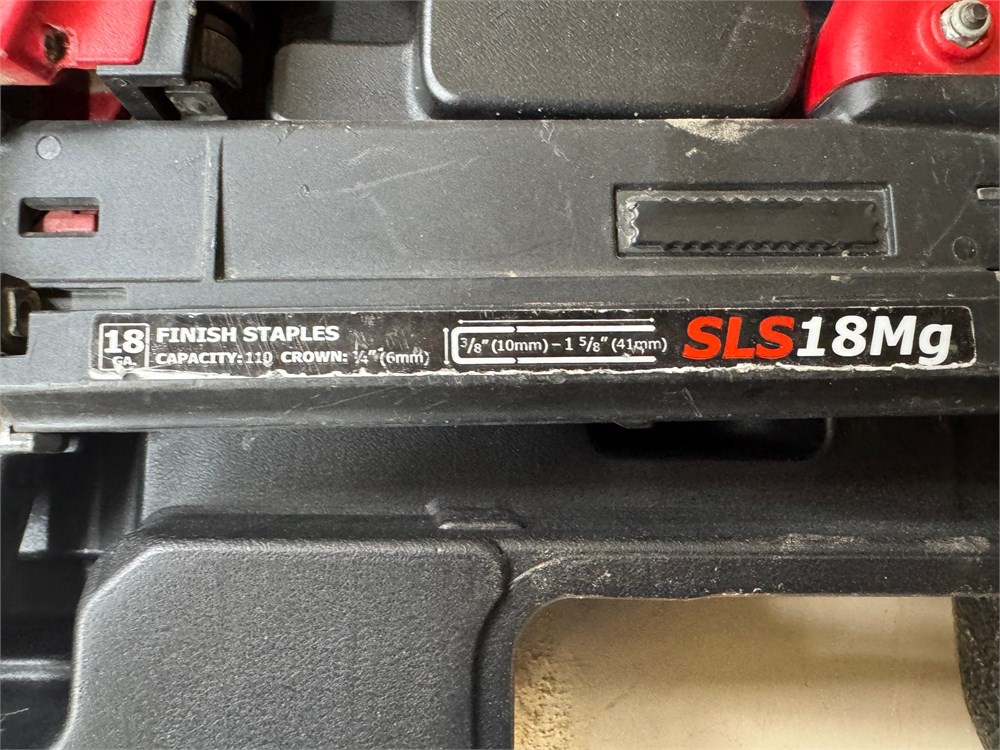 18 GA.
FINISH STAPLES
CAPACITY: 110 CROWN: ¼" (6mm)
3/8" (10mm) – 1 5/8" (41mm)
SLS18Mg